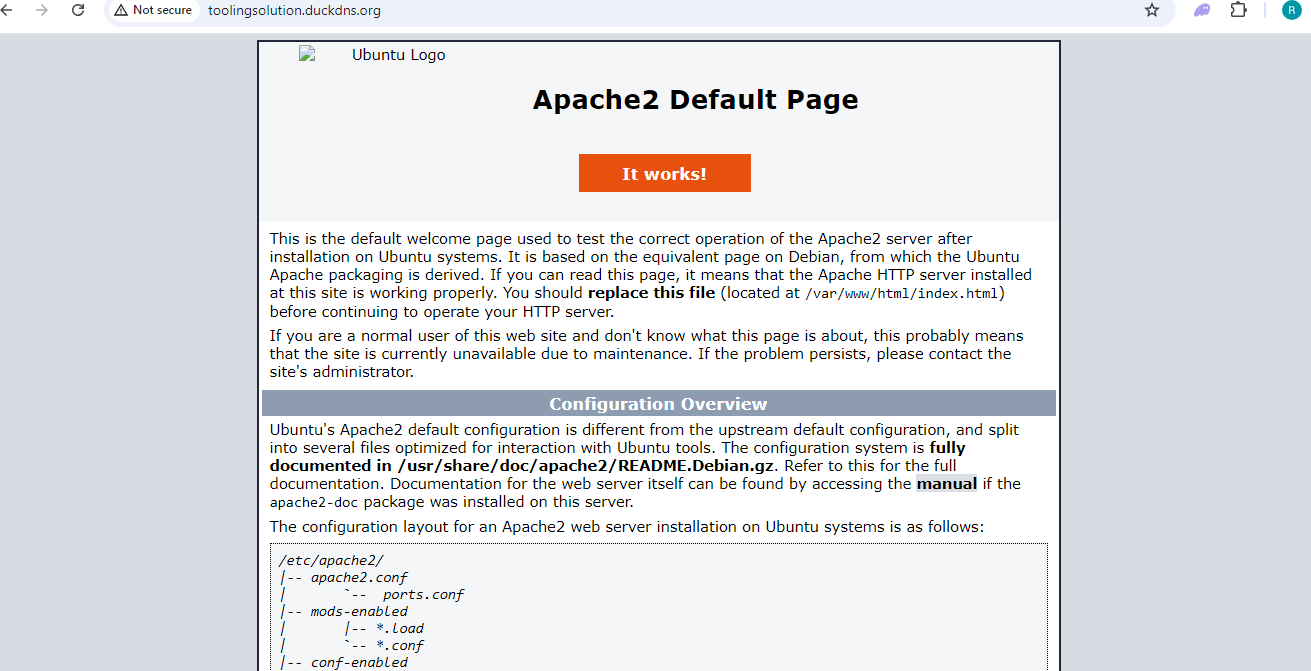 Not secure toolingsolution.duckdns.org R
Ubuntu Logo
Apache2 Default Page
It works!
This is the default welcome page used to test the correct operation of the Apache2 server after
installation on Ubuntu systems. It is based on the equivalent page on Debian, from which the Ubuntu
Apache packaging is derived. If you can read this page, it means that the Apache HTTP server installed
at this site is working properly. You should replace this file (located at /var/www/html/index.html)
before continuing to operate your HTTP server.
If you are a normal user of this web site and don't know what this page is about, this probably means
that the site is currently unavailable due to maintenance. If the problem persists, please contact the
site's administrator.
Configuration Overview
Ubuntu's Apache2 default configuration is different from the upstream default configuration, and split
into several files optimized for interaction with Ubuntu tools. The configuration system is fully
documented in /usr/share/doc/apache2/README.Debian.gz. Refer to this for the full
documentation. Documentation for the web server itself can be found by accessing the manual if the
apache2-doc package was installed on this server.
The configuration layout for an Apache2 web server installation on Ubuntu systems is as follows:
/etc/apache2/
|-- apache2.conf
|       `--  ports.conf
|-- mods-enabled
|       |-- *.load
|       `-- *.conf
|-- conf-enabled